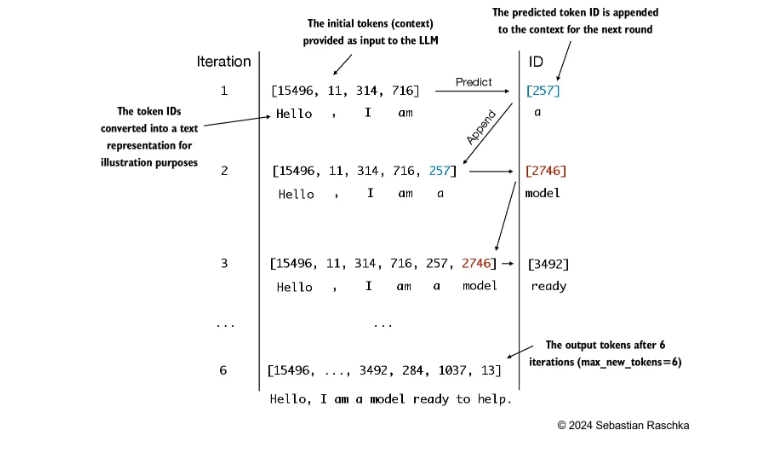 The initial tokens (context)
provided as input to the LLM
The predicted token ID is appended
to the context for the next round
Iteration
ID
1
[15496, 11, 314, 716]
Predict
[257]
Hello , I am
a
The token IDs
converted into a text
representation for
illustration purposes
Append
2
[15496, 11, 314, 716, 257]
[2746]
Hello , I am a
model
3
[15496, 11, 314, 716, 257, 2746]
[3492]
Hello , I am a model
ready
...
...
The output tokens after 6
iterations (max_new_tokens=6)
6
[15496, ..., 3492, 284, 1037, 13]
Hello, I am a model ready to help.
© 2024 Sebastian Raschka